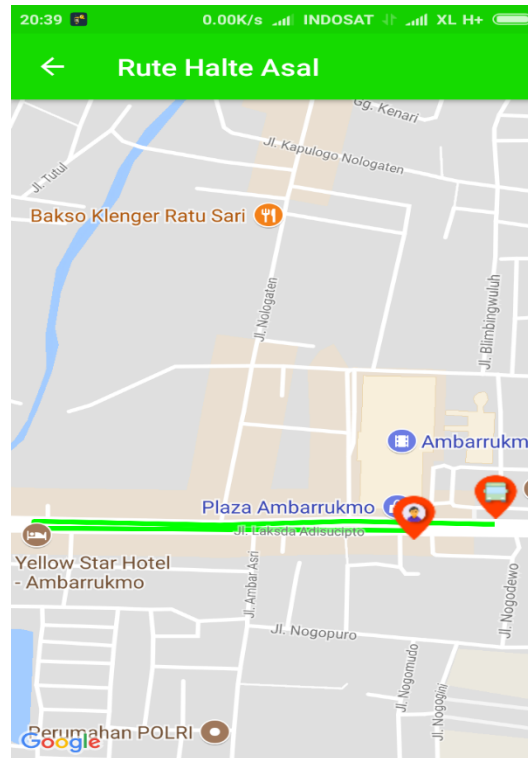 20:39 0.00K/s INDOSAT XL H+
Rute Halte Asal
Gg. Kenari
Jl. Kapulogo Nologaten
Jl. Tutul
Bakso Klenger Ratu Sari
Jl. Nologaten
Jl. Blimbingwuluh
Ambarrukm
Plaza Ambarrukmo
Jl. Laksda Adisucipto
Yellow Star Hotel
- Ambarrukmo
Jl. Ambar Asri
Jl. Nogodewo
Jl. Nogopuro
Jl. Nogomudo
Jl. Nogogini
Perumahan POLRI
Google